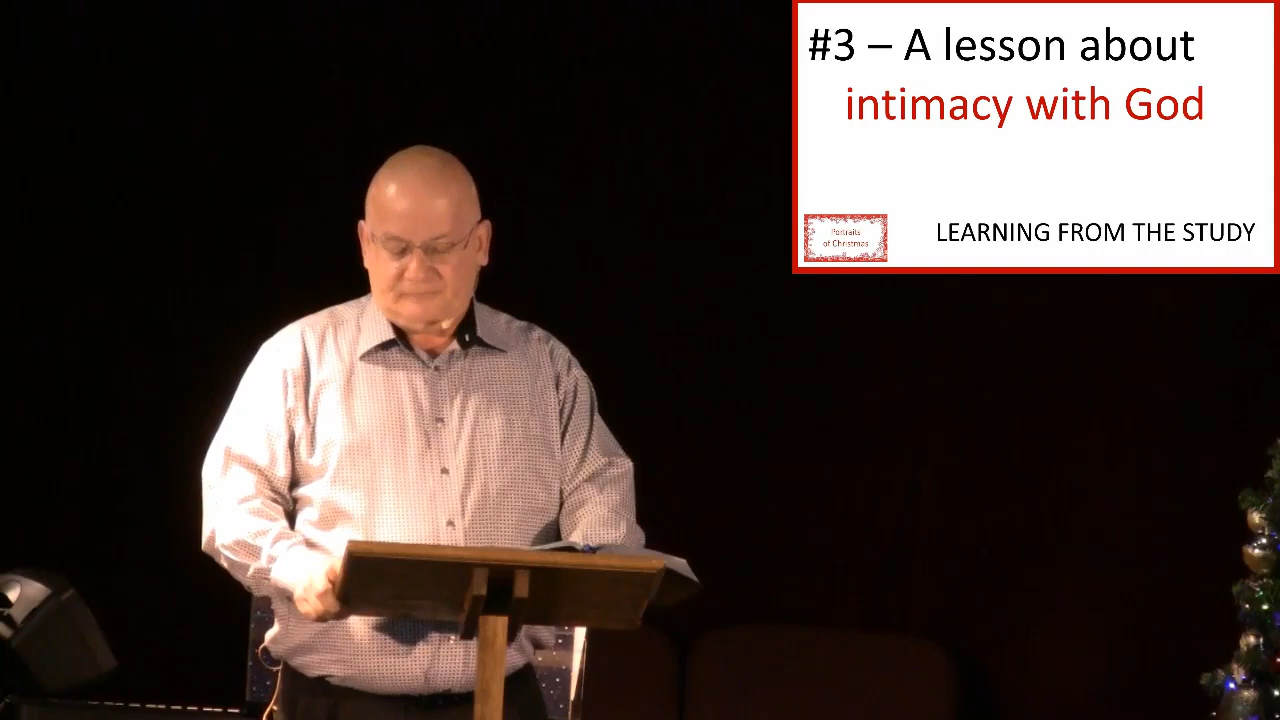 #3 – A lesson about
intimacy with God
Portraits
of Christmas
LEARNING FROM THE STUDY